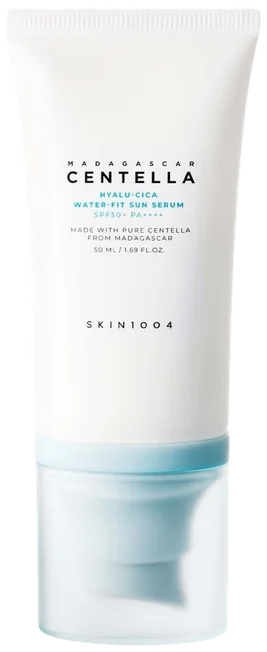 MADAGASCAR
CENTELLA
HYALU-CICA
WATER-FIT SUN SERUM
SPF50+ PA++++
MADE WITH PURE CENTELLA
FROM MADAGASCAR
50 ML / 1.69 FL.OZ.
SKIN1004